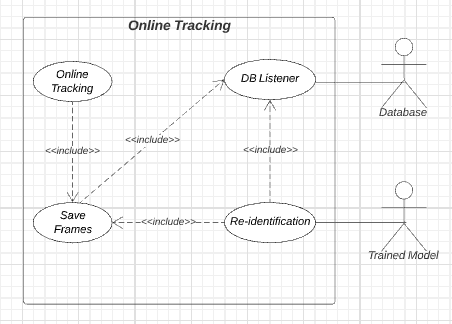 Online Tracking
Online
Tracking
DB Listener
<<include>>
<<include>>
<<include>>
Database
Save
Frames
<<include>>
Re-identification
Trained Model